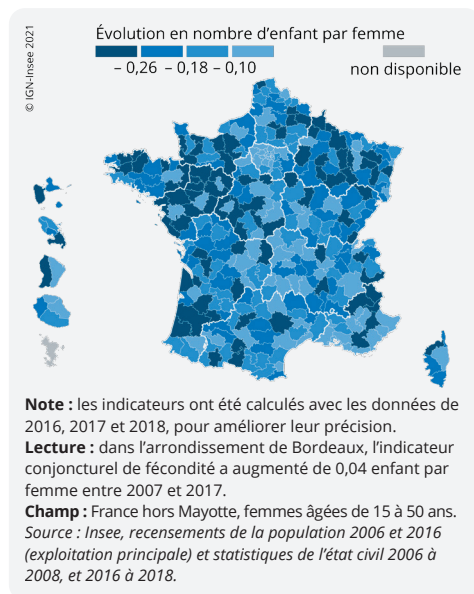 © IGN-Insee 2021
Évolution en nombre d’enfant par femme
– 0,26 – 0,18 – 0,10
non disponible
Note : les indicateurs ont été calculés avec les données de
2016, 2017 et 2018, pour améliorer leur précision.
Lecture : dans l’arrondissement de Bordeaux, l’indicateur
conjoncturel de fécondité a augmenté de 0,04 enfant par
femme entre 2007 et 2017.
Champ : France hors Mayotte, femmes âgées de 15 à 50 ans.
Source : Insee, recensements de la population 2006 et 2016
(exploitation principale) et statistiques de l’état civil 2006 à
2008, et 2016 à 2018.